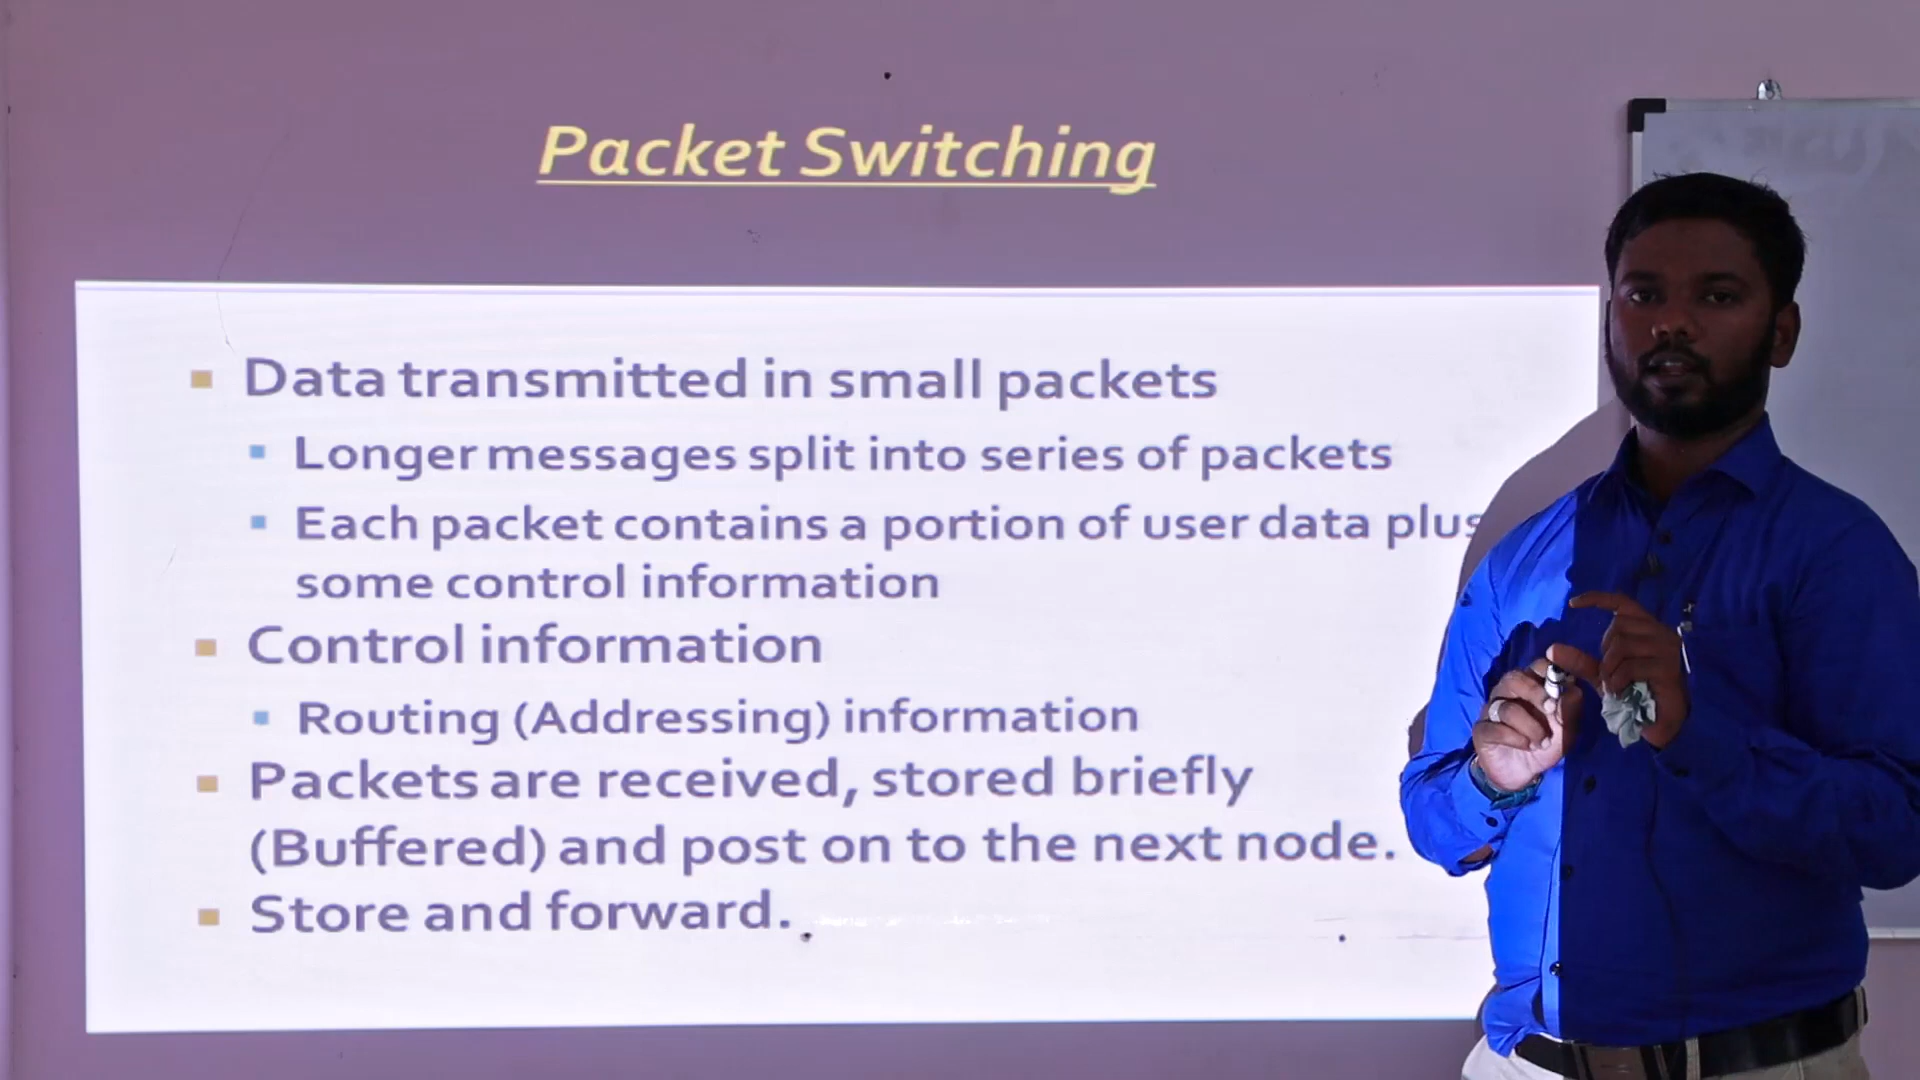 Packet Switching
Data transmitted in small packets
Longer messages split into series of packets
Each packet contains a portion of user data plus
some control information
Control information
Routing (Addressing) information
Packets are received, stored briefly
(Buffered) and post on to the next node.
Store and forward.